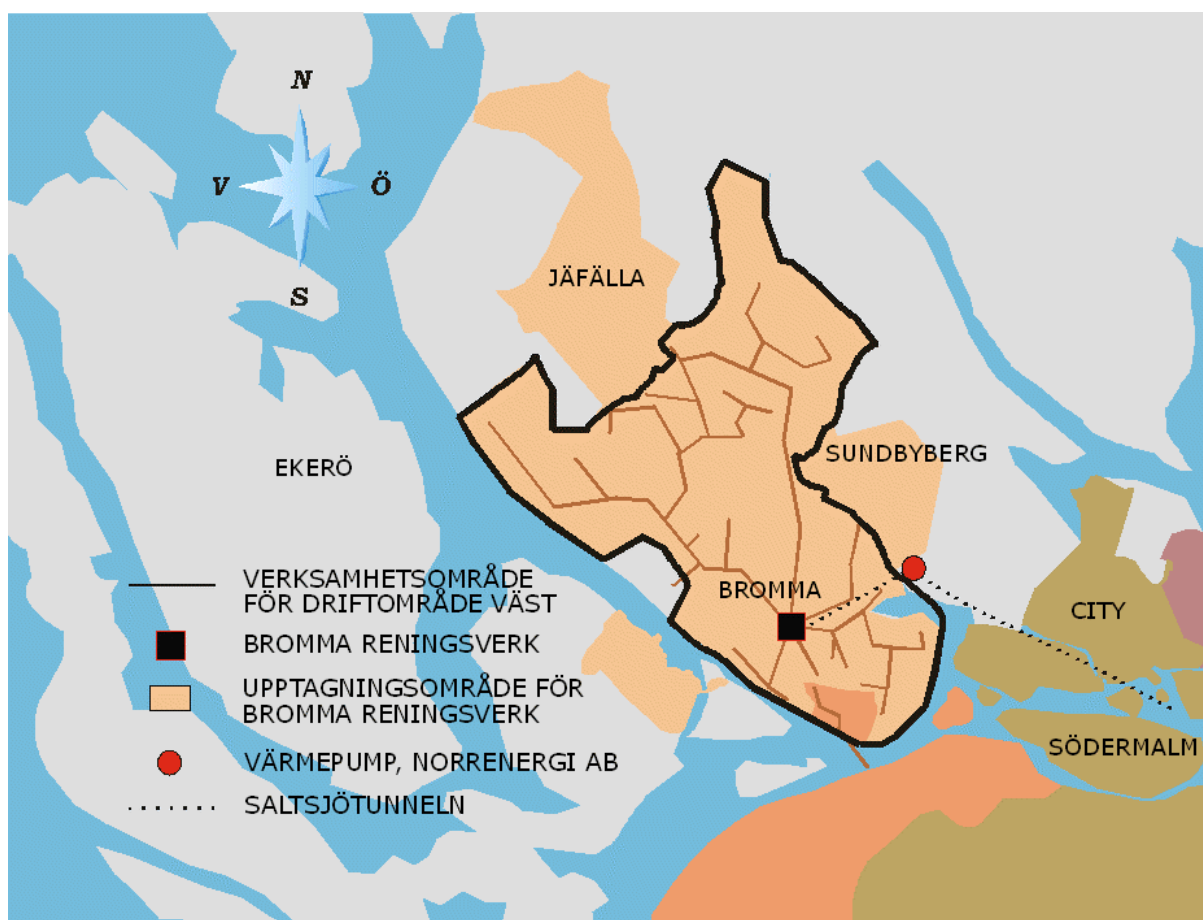 N
V
Ö
S
JÄFÄLLA
SUNDBYBERG
EKERÖ
BROMMA
CITY
SÖDERMALM
VERKSAMHETSOMRÅDE
FÖR DRIFTOMRÅDE VÄST
BROMMA RENINGSVERK
UPPTAGNINGSOMRÅDE FÖR
BROMMA RENINGSVERK
VÄRMEPUMP, NORRENERGI AB
SALTSJÖTUNNELN